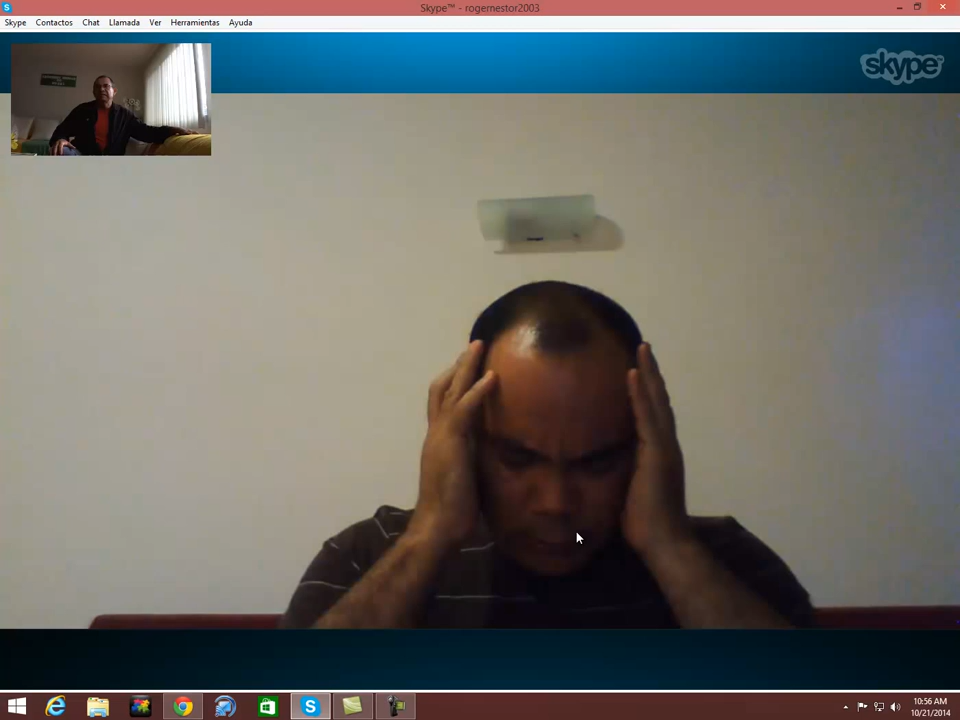 Skype™ - rogernestor2003
Skype Contactos Chat Llamada Ver Herramientas Ayuda
skype
10:56 AM
10/21/2014